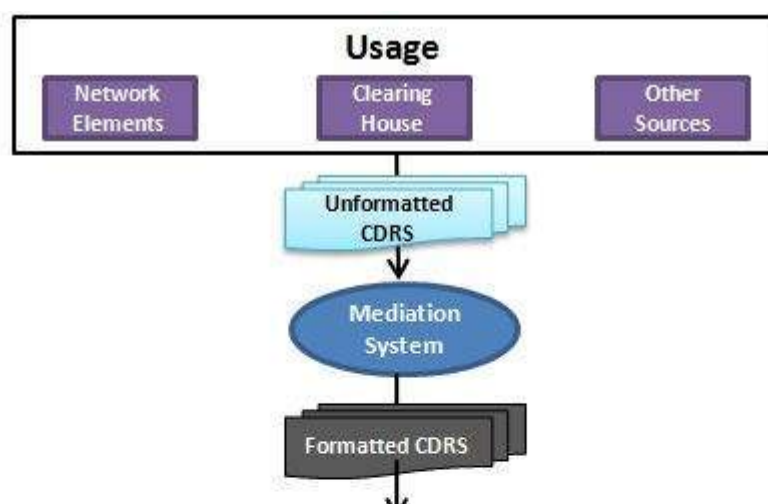 Usage
Network
Elements
Clearing
House
Other
Sources
Unformatted
CDRS
Mediation
System
Formatted CDRS